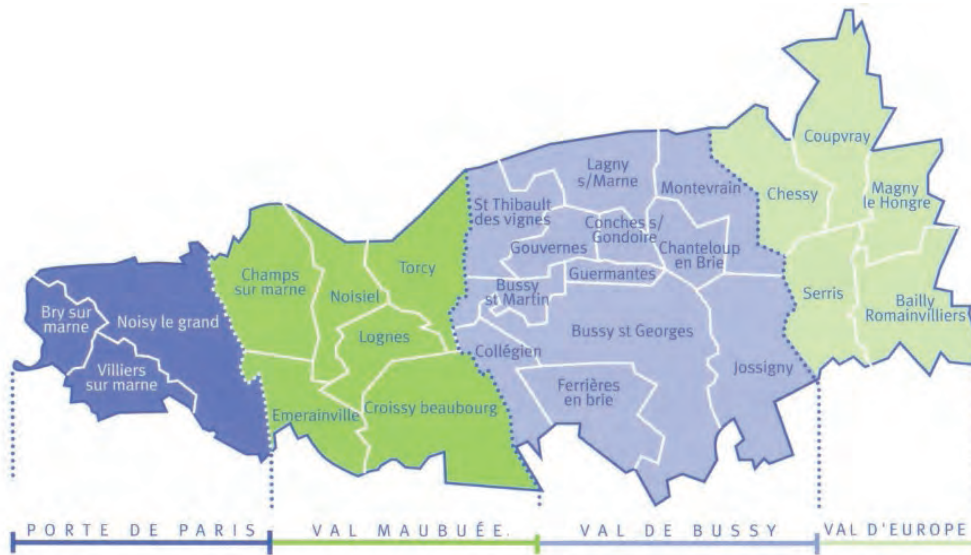 Bry sur
marne
Noisy le grand
Villiers
sur marne
Champs
sur marne
Noisiel
Torcy
Lognes
Emerainville
Croissy beaubourg
Lagny
s/Marne
Montevrain
St Thibault
des vignes
Conches s/
Gondoire
Gouvernes
Chanteloup
en Brie
Guermantes
Bussy
st Martin
Bussy st Georges
Collégien
Jossigny
Ferrières
en brie
Coupvray
Chessy
Magny
le Hongre
Serris
Bailly
Romainvilliers
PORTE DE PARIS
VAL MAUBUÉE.
VAL DE BUSSY
VAL D'EUROPE